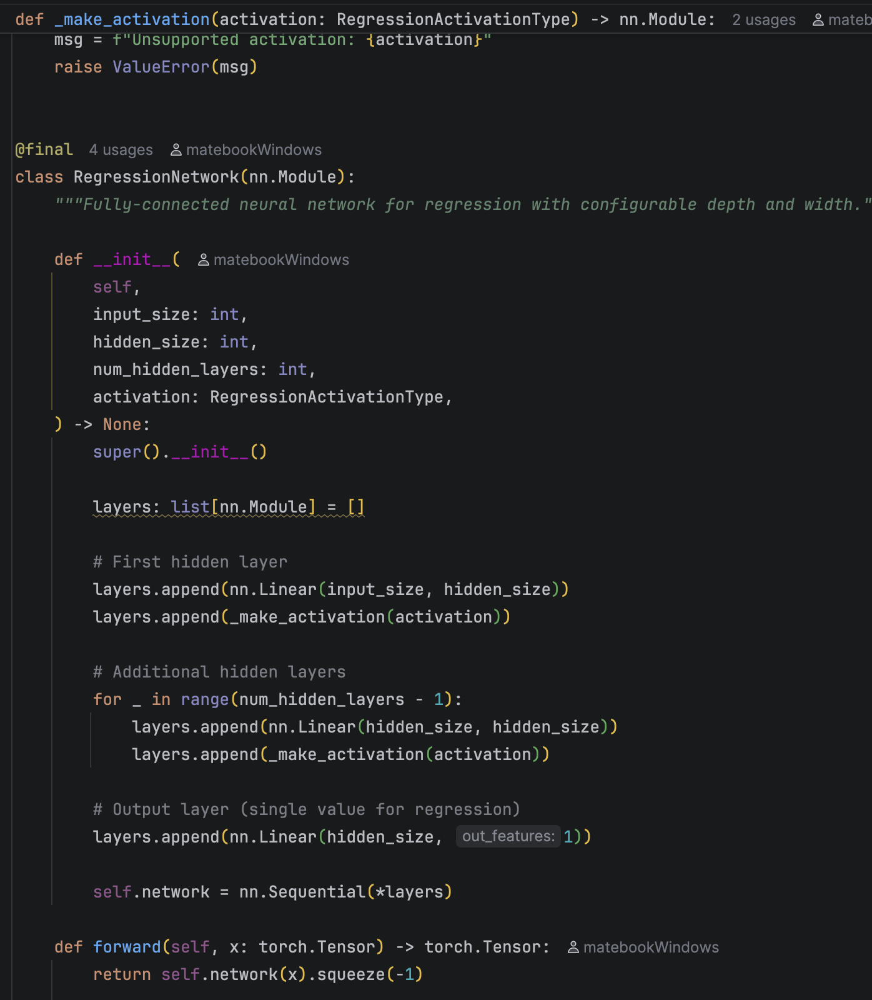 def _make_activation(activation: RegressionActivationType) -> nn.Module: 2 usages mateb
msg = f"Unsupported activation: {activation}"
raise ValueError(msg)
@final 4 usages matebookWindows
class RegressionNetwork(nn.Module):
"""Fully-connected neural network for regression with configurable depth and width."
def __init__( matebookWindows
self,
input_size: int,
hidden_size: int,
num_hidden_layers: int,
activation: RegressionActivationType,
) -> None:
super().__init__()
layers: list[nn.Module] = []
# First hidden layer
layers.append(nn.Linear(input_size, hidden_size))
layers.append(_make_activation(activation))
# Additional hidden layers
for _ in range(num_hidden_layers - 1):
layers.append(nn.Linear(hidden_size, hidden_size))
layers.append(_make_activation(activation))
# Output layer (single value for regression)
layers.append(nn.Linear(hidden_size, out_features: 1))
self.network = nn.Sequential(*layers)
def forward(self, x: torch.Tensor) -> torch.Tensor: matebookWindows
return self.network(x).squeeze(-1)